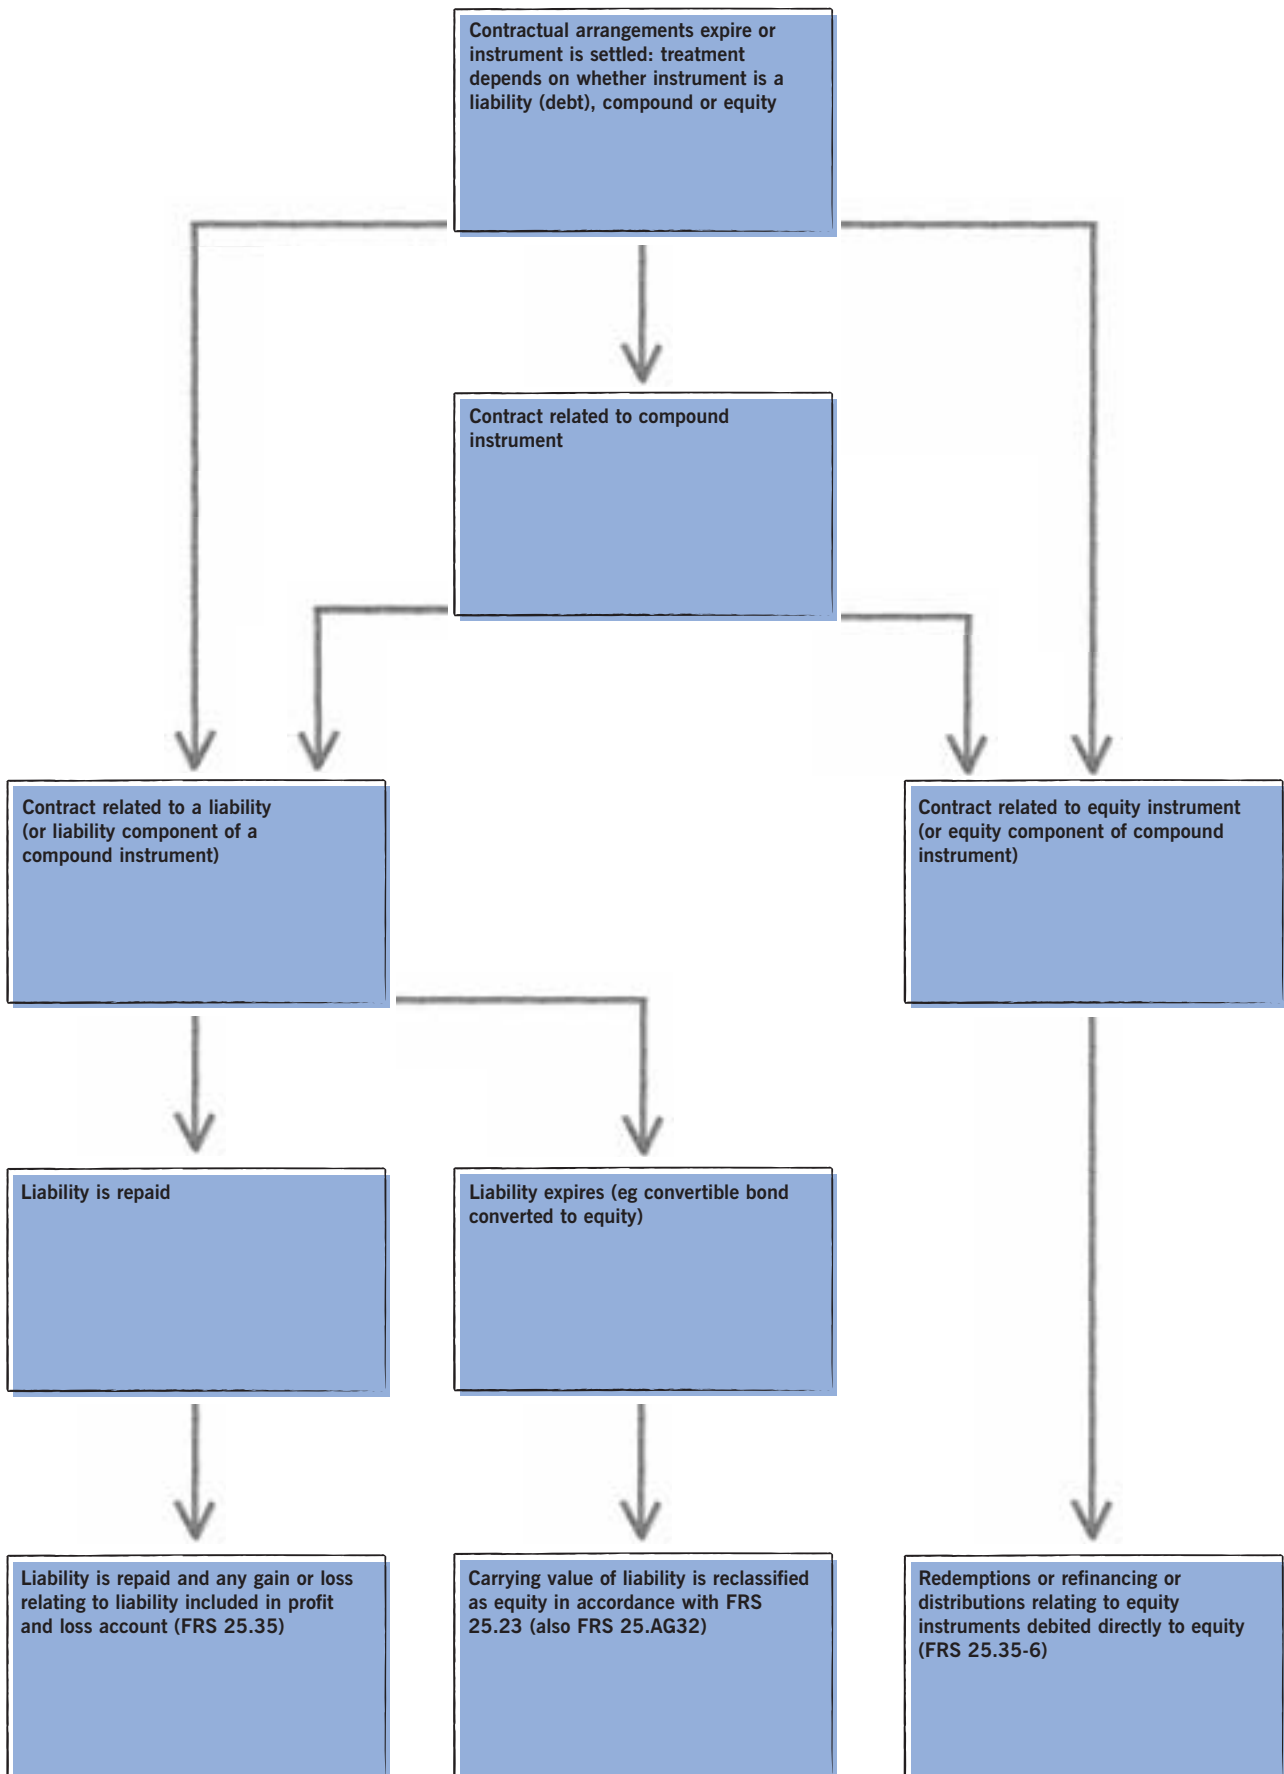 Contractual arrangements expire or
instrument is settled: treatment
depends on whether instrument is a
liability (debt), compound or equity
Contract related to compound
instrument
Contract related to a liability
(or liability component of a
compound instrument)
Contract related to equity instrument
(or equity component of compound
instrument)
Liability is repaid
Liability expires (eg convertible bond
converted to equity)
Liability is repaid and any gain or loss
relating to liability included in profit
and loss account (FRS 25.35)
Carrying value of liability is reclassified
as equity in accordance with FRS
25.23 (also FRS 25.AG32)
Redemptions or refinancing or
distributions relating to equity
instruments debited directly to equity
(FRS 25.35-6)